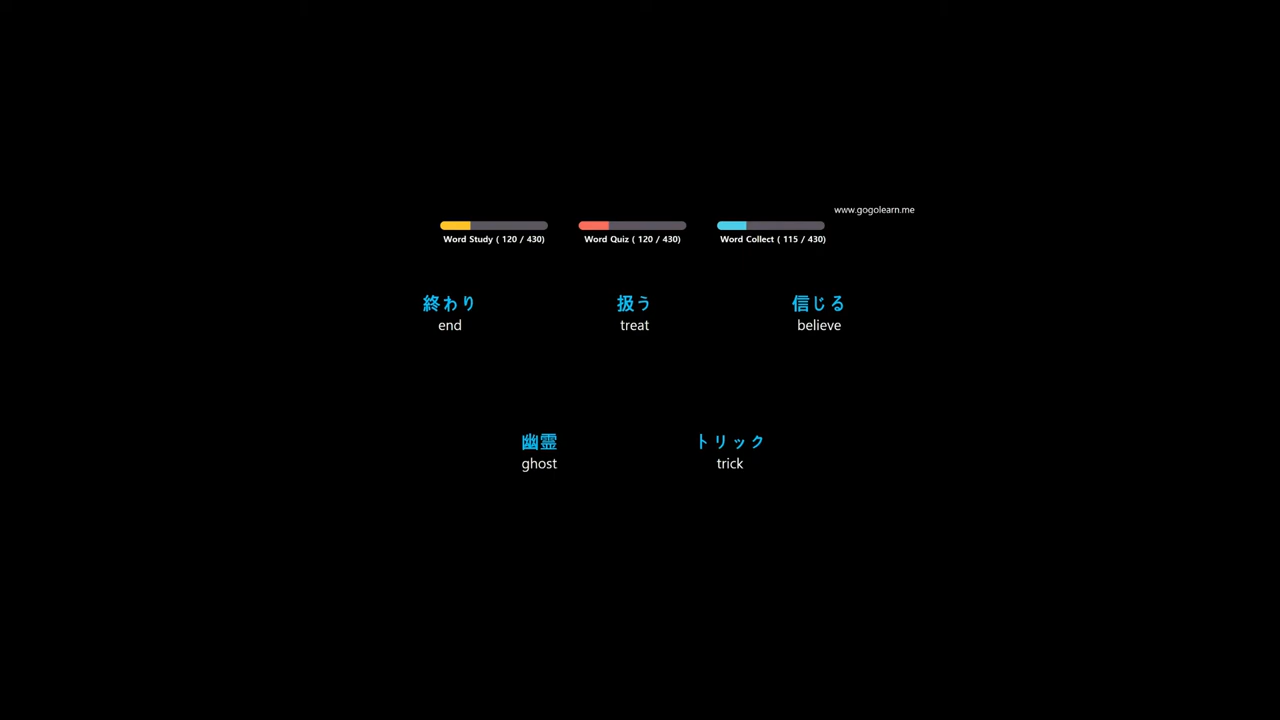 www.gogolearn.me
Word Study ( 120 / 430) Word Quiz ( 120 / 430) Word Collect ( 115 / 430)
終わり 扱う 信じる
end treat believe
幽霊 トリック
ghost trick